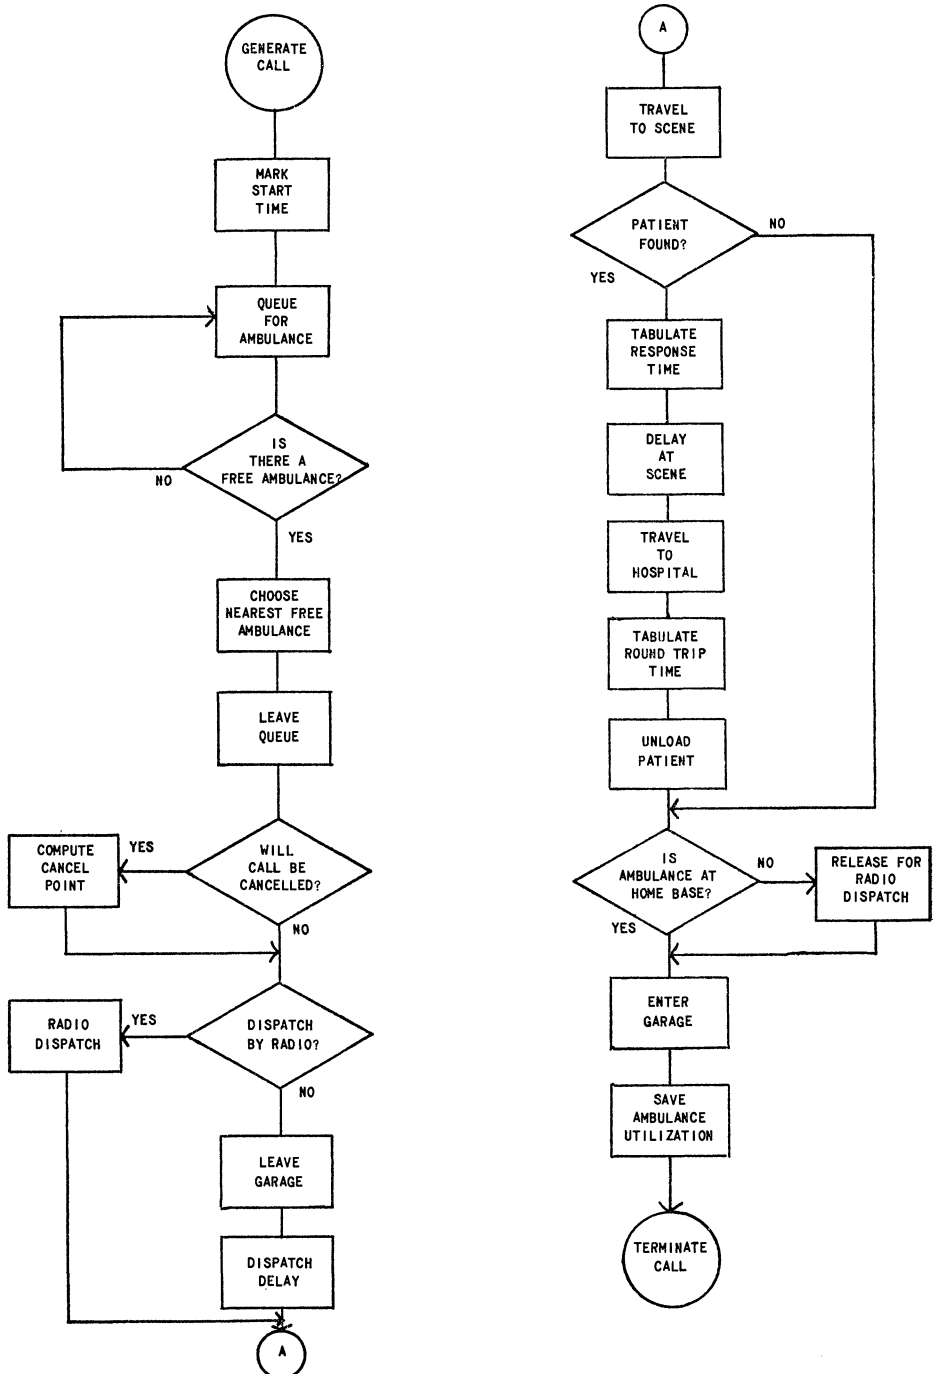 GENERATE
CALL
MARK
START
TIME
QUEUE
FOR
AMBULANCE
IS
THERE A
FREE AMBULANCE?
NO
YES
CHOOSE
NEAREST FREE
AMBULANCE
LEAVE
QUEUE
WILL
CALL BE
CANCELLED?
YES
COMPUTE
CANCEL
POINT
NO
DISPATCH
BY RADIO?
YES
RADIO
DISPATCH
NO
LEAVE
GARAGE
DISPATCH
DELAY
A
A
TRAVEL
TO SCENE
PATIENT
FOUND?
NO
YES
TABULATE
RESPONSE
TIME
DELAY
AT
SCENE
TRAVEL
TO
HOSPITAL
TABULATE
ROUND TRIP
TIME
UNLOAD
PATIENT
IS
AMBULANCE AT
HOME BASE?
NO
RELEASE FOR
RADIO
DISPATCH
YES
ENTER
GARAGE
SAVE
AMBULANCE
UTILIZATION
TERMINATE
CALL